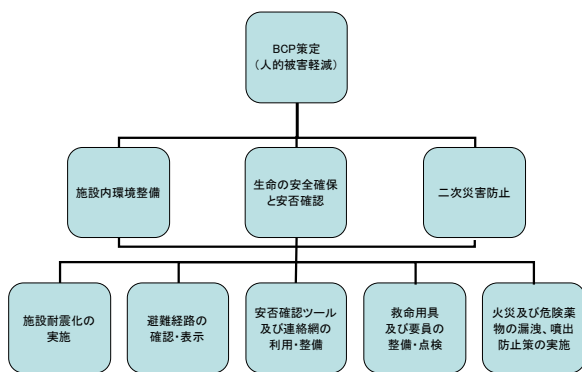 BCP策定
（人的被害軽減）
施設内環境整備
生命の安全確保
と安否確認
二次災害防止
施設耐震化の
実施
避難経路の
確認・表示
安否確認ツール
及び連絡網の
利用・整備
救命用具
及び要員の
整備・点検
火災及び危険薬
物の漏洩、噴出
防止策の実施